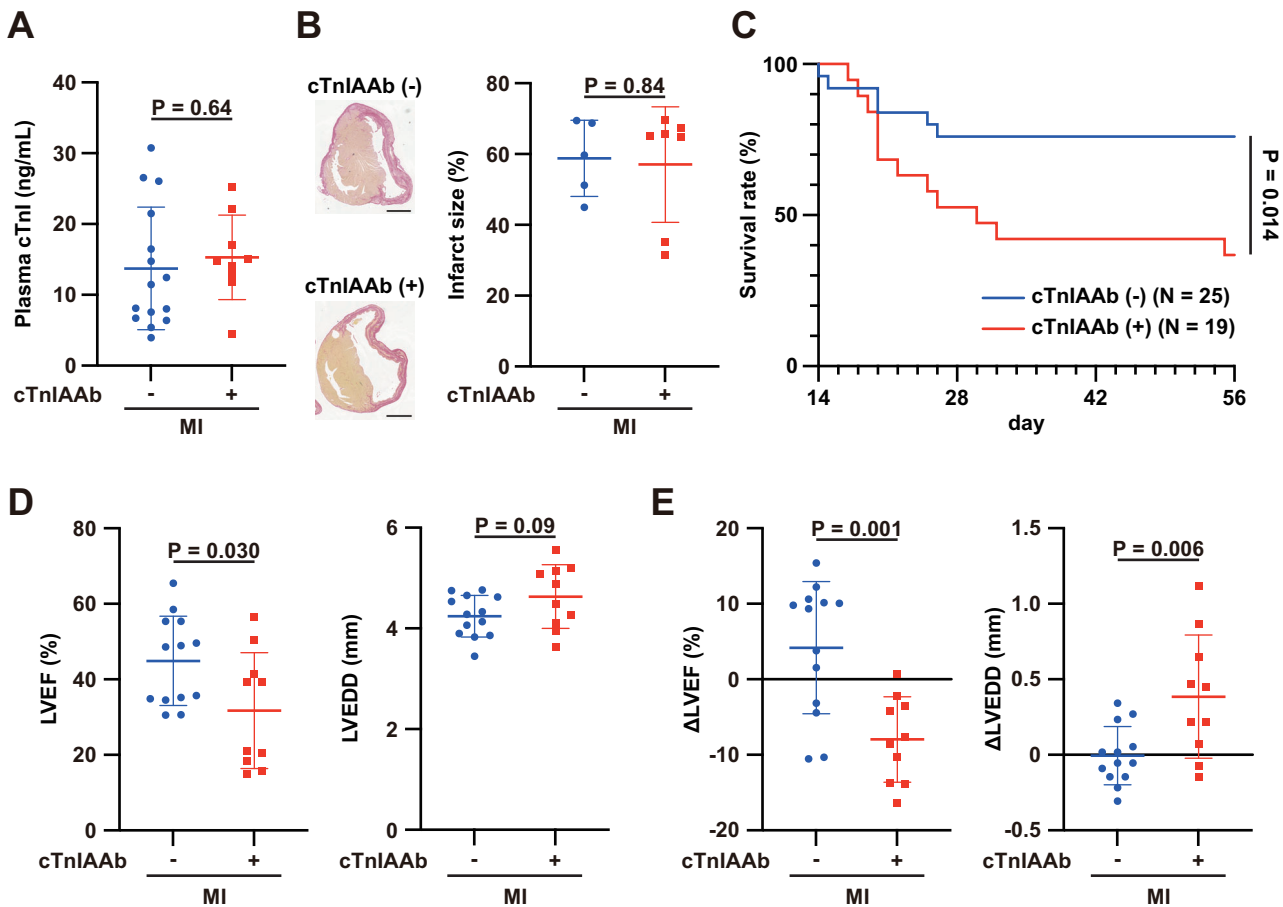 A
Plasma cTnI (ng/mL)
40
30
20
10
0
P = 0.64
cTnIAAb - +
MI
B
cTnIAAb (-)
cTnIAAb (+)
Infarct size (%)
80
60
40
20
0
P = 0.84
cTnIAAb - +
MI
C
Survival rate (%)
100
50
0
14 28 42 56
day
P = 0.014
cTnIAAb (-) (N = 25)
cTnIAAb (+) (N = 19)
D
LVEF (%)
80
60
40
20
0
P = 0.030
cTnIAAb - +
MI
LVEDD (mm)
6
4
2
0
P = 0.09
cTnIAAb - +
MI
E
ΔLVEF (%)
20
10
0
-10
-20
P = 0.001
cTnIAAb - +
MI
ΔLVEDD (mm)
1.5
1.0
0.5
0
-0.5
P = 0.006
cTnIAAb - +
MI